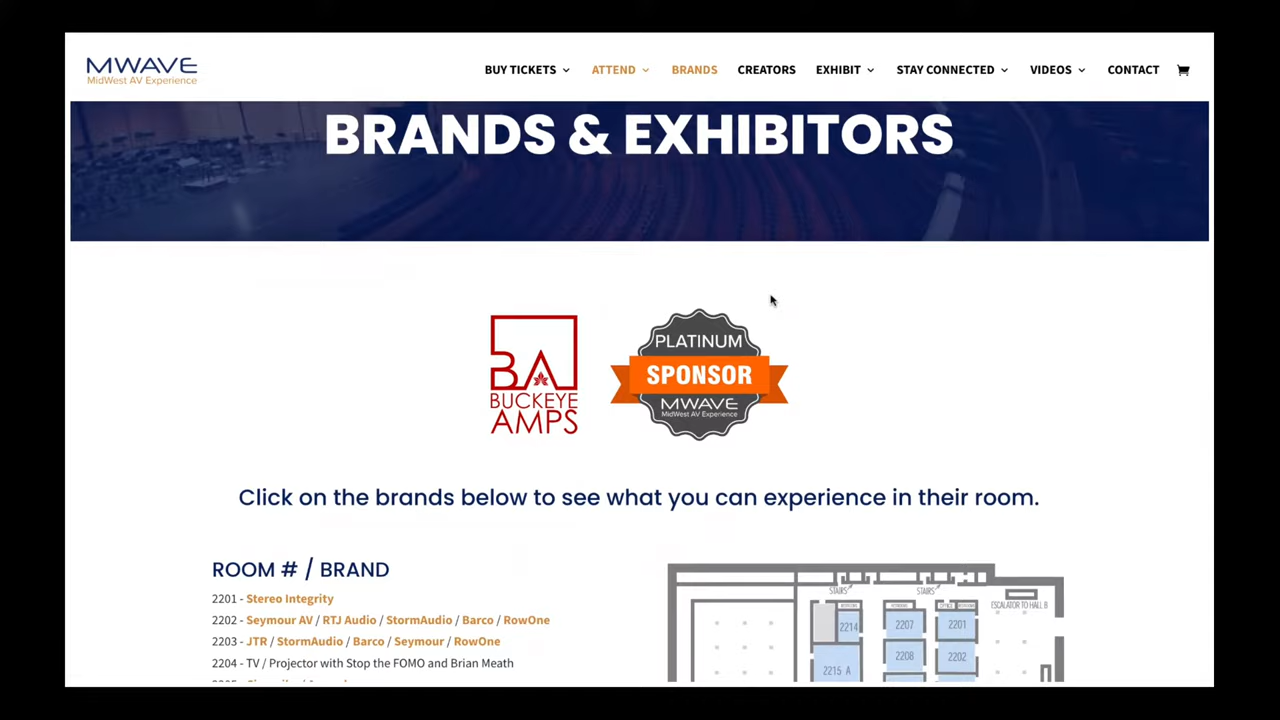 MWAVE
MidWest AV Experience
BUY TICKETS ATTEND BRANDS CREATORS EXHIBIT STAY CONNECTED VIDEOS CONTACT
BRANDS & EXHIBITORS
BA
BUCKEYE
AMPS
PLATINUM
SPONSOR
MWAVE
MidWest AV Experience
Click on the brands below to see what you can experience in their room.
ROOM # / BRAND
2201 - Stereo Integrity
2202 - Seymour AV / RTJ Audio / StormAudio / Barco / RowOne
2203 - JTR / StormAudio / Barco / Seymour / RowOne
2204 - TV / Projector with Stop the FOMO and Brian Meath
STAIRS STAIRS
ESCALATOR TO HALL B
2214 2207 2201
2208 2202
2215 A